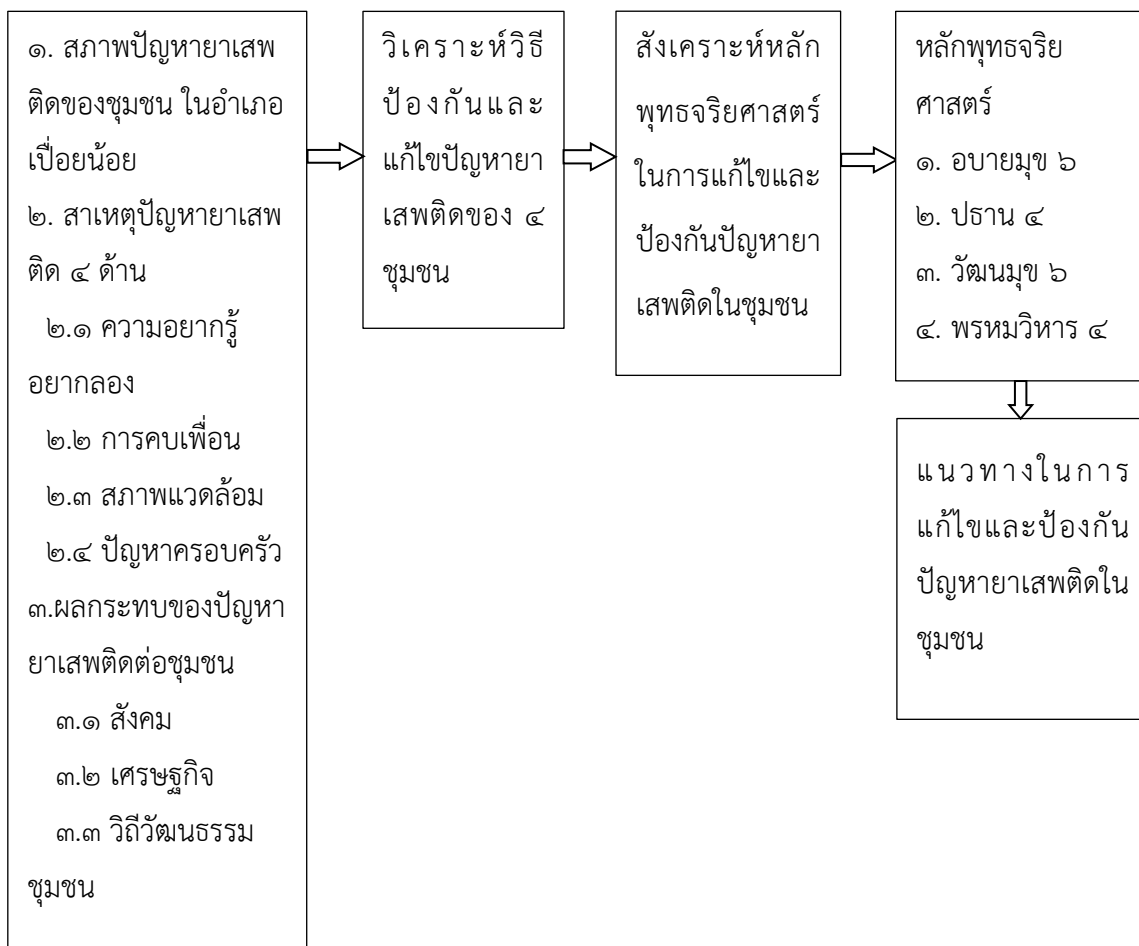 ๑. สภาพปัญหายาเสพ
ติดของชุมชน ในอำเภอ
เปื่อยน้อย
๒. สาเหตุปัญหายาเสพ
ติด ๔ ด้าน
๒.๑ ความอยากรู้
อยากลอง
๒.๒ การคบเพื่อน
๒.๓ สภาพแวดล้อม
๒.๔ ปัญหาครอบครัว
๓.ผลกระทบของปัญหา
ยาเสพติดต่อชุมชน
๓.๑ สังคม
๓.๒ เศรษฐกิจ
๓.๓ วิถีวัฒนธรรม
ชุมชน
วิเคราะห์วิธี
ป้องกันและ
แก้ไขปัญหายา
เสพติดของ ๔
ชุมชน
สังเคราะห์หลัก
พุทธจริยศาสตร์
ในการแก้ไขและ
ป้องกันปัญหายา
เสพติดในชุมชน
หลักพุทธจริย
ศาสตร์
๑. อบายมุข ๖
๒. ปธาน ๔
๓. วัฒนมุข ๖
๔. พรหมวิหาร ๔
แนวทางในการ
แก้ไขและป้องกัน
ปัญหายาเสพติดใน
ชุมชน